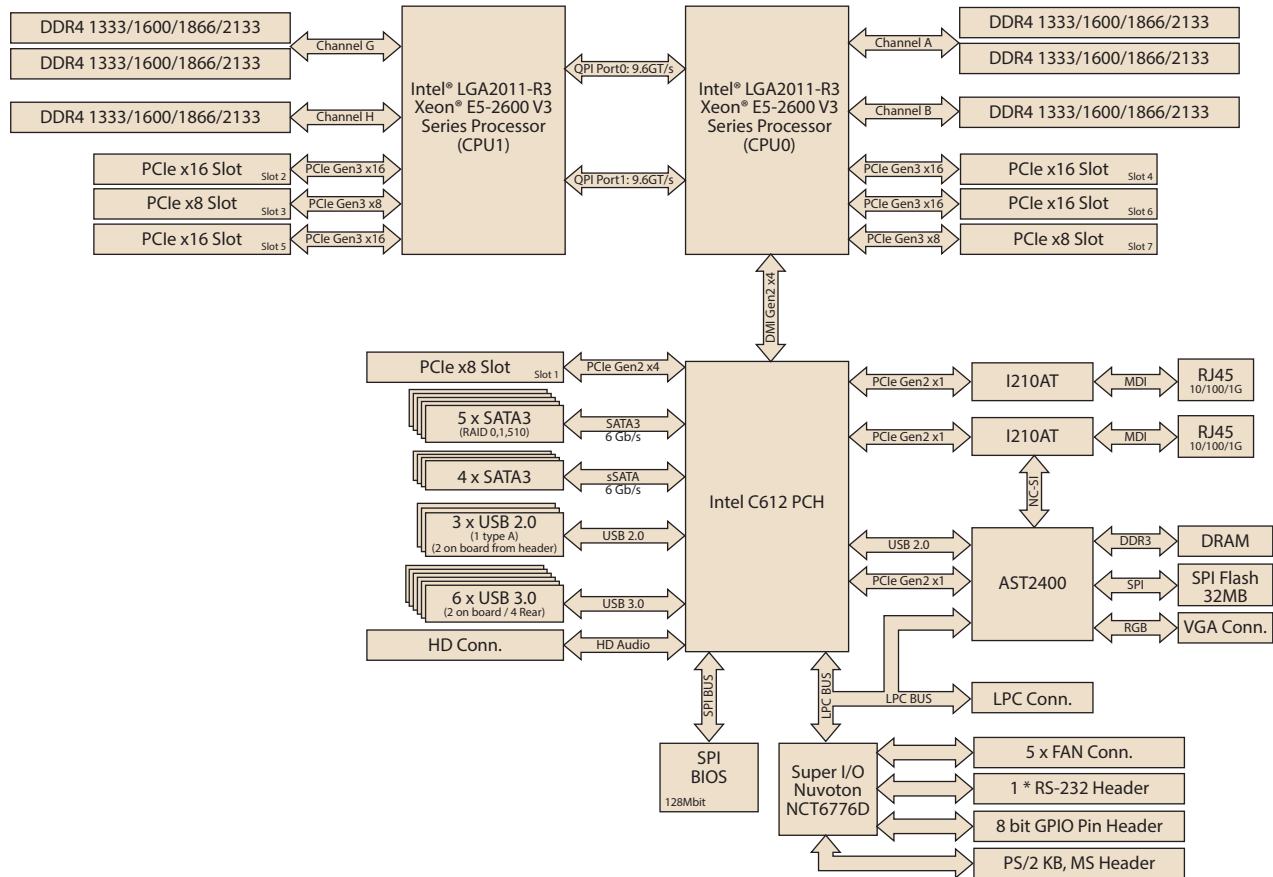 DDR4 1333/1600/1866/2133
DDR4 1333/1600/1866/2133
Channel G
DDR4 1333/1600/1866/2133
Channel H
PCIe x16 Slot
Slot 2
PCIe Gen3 x16
PCIe x8 Slot
Slot 3
PCIe Gen3 x8
PCIe x16 Slot
Slot 5
PCIe Gen3 x16
Intel® LGA2011-R3
Xeon® E5-2600 V3
Series Processor
(CPU1)
QPI Port0: 9.6GT/s
QPI Port1: 9.6GT/s
Intel® LGA2011-R3
Xeon® E5-2600 V3
Series Processor
(CPU0)
Channel A
DDR4 1333/1600/1866/2133
DDR4 1333/1600/1866/2133
Channel B
DDR4 1333/1600/1866/2133
PCIe Gen3 x16
PCIe x16 Slot
Slot 4
PCIe Gen3 x16
PCIe x16 Slot
Slot 6
PCIe Gen3 x8
PCIe x8 Slot
Slot 7
DMI Gen2 x4
PCIe x8 Slot
Slot 1
PCIe Gen2 x4
5 x SATA3
(RAID 0,1,510)
SATA3
6 Gb/s
4 x SATA3
sSATA
6 Gb/s
3 x USB 2.0
(1 type A)
(2 on board from header)
USB 2.0
6 x USB 3.0
(2 on board / 4 Rear)
USB 3.0
HD Conn.
HD Audio
Intel C612 PCH
PCIe Gen2 x1
I210AT
MDI
RJ45
10/100/1G
PCIe Gen2 x1
I210AT
MDI
RJ45
10/100/1G
NC-SI
USB 2.0
PCIe Gen2 x1
AST2400
DDR3
DRAM
SPI
SPI Flash
32MB
RGB
VGA Conn.
SPI BUS
LPC BUS
LPC BUS
LPC Conn.
SPI
BIOS
128Mbit
Super I/O
Nuvoton
NCT6776D
5 x FAN Conn.
1 * RS-232 Header
8 bit GPIO Pin Header
PS/2 KB, MS Header